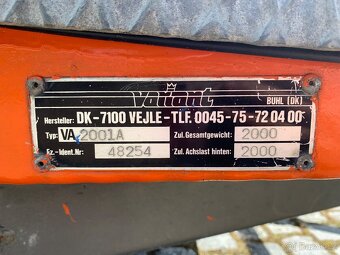 valiant
BUHL (DK)
Hersteller: DK-7100 VEJLE-TLF. 0045-75-72 04 00
Typ: VA 2001A Zul. Gesamtgewicht: 2000
Fz.-Ident.Nr: 48254 Zul. Achslast hinten: 2000